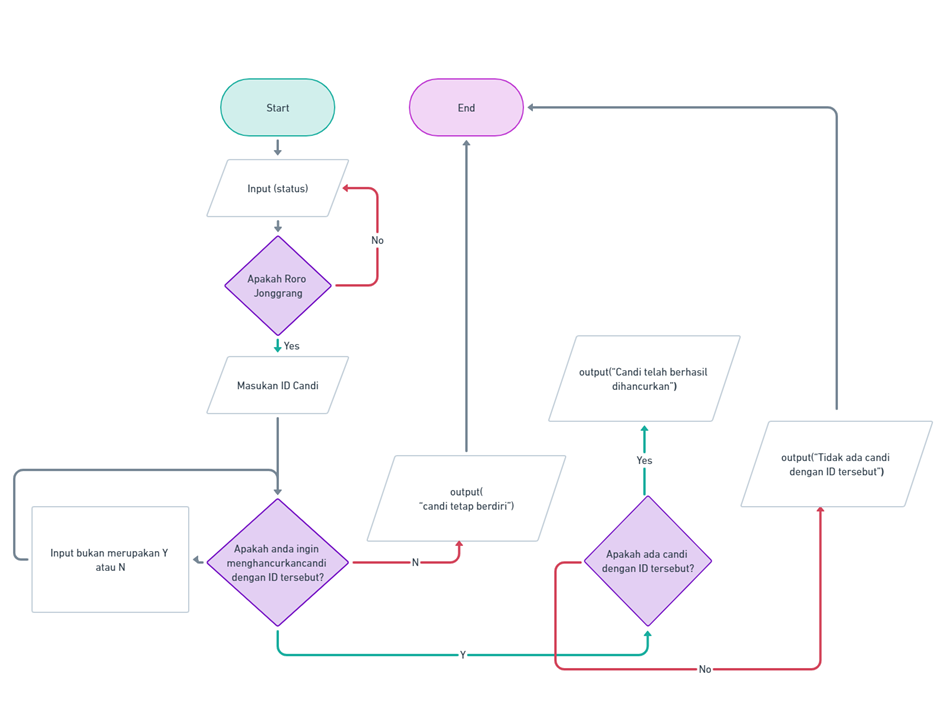 Start
End
Input (status)
No
Apakah Roro
Jonggrang
Yes
Masukan ID Candi
output("Candi telah berhasil
dihancurkan")
output("Tidak ada candi
dengan ID tersebut")
Yes
output(
"candi tetap berdiri")
Input bukan merupakan Y
atau N
Apakah anda ingin
menghancurkancandi
dengan ID tersebut?
N
Apakah ada candi
dengan ID tersebut?
Y
No